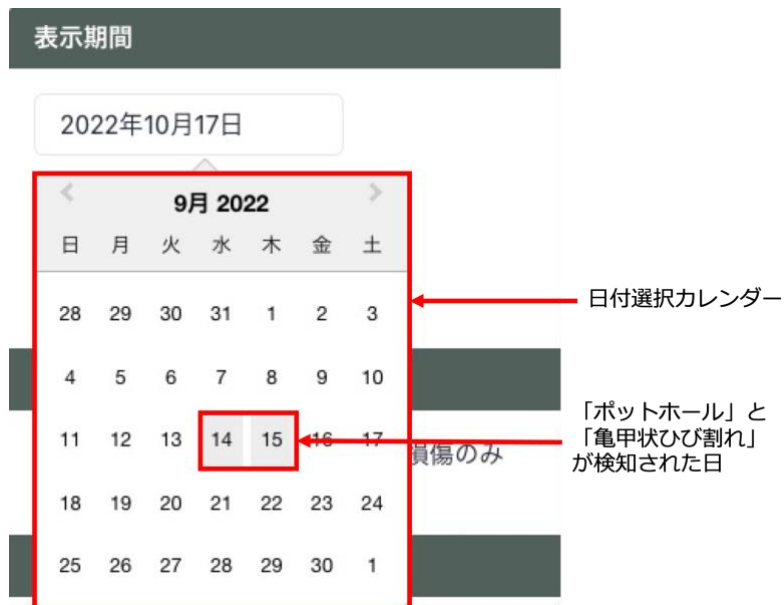 表示期間
2022年10月17日
9月 2022
日 月 火 水 木 金 土
28 29 30 31 1 2 3
日付選択カレンダー
4 5 6 7 8 9 10
「ポットホール」と
「亀甲状ひび割れ」
が検知された日
11 12 13 14 15 16 17
損傷のみ
18 19 20 21 22 23 24
25 26 27 28 29 30 1